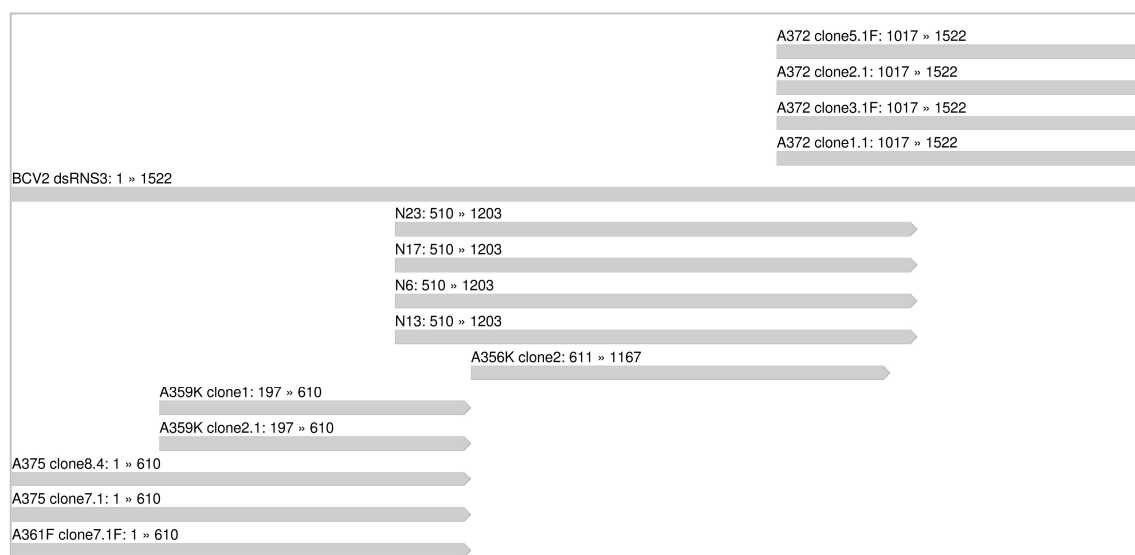 A372 clone5.1F: 1017 » 1522
A372 clone2.1: 1017 » 1522
A372 clone3.1F: 1017 » 1522
A372 clone1.1: 1017 » 1522
BCV2 dsRNS3: 1 » 1522
N23: 510 » 1203
N17: 510 » 1203
N6: 510 » 1203
N13: 510 » 1203
A356K clone2: 611 » 1167
A359K clone1: 197 » 610
A359K clone2.1: 197 » 610
A375 clone8.4: 1 » 610
A375 clone7.1: 1 » 610
A361F clone7.1F: 1 » 610